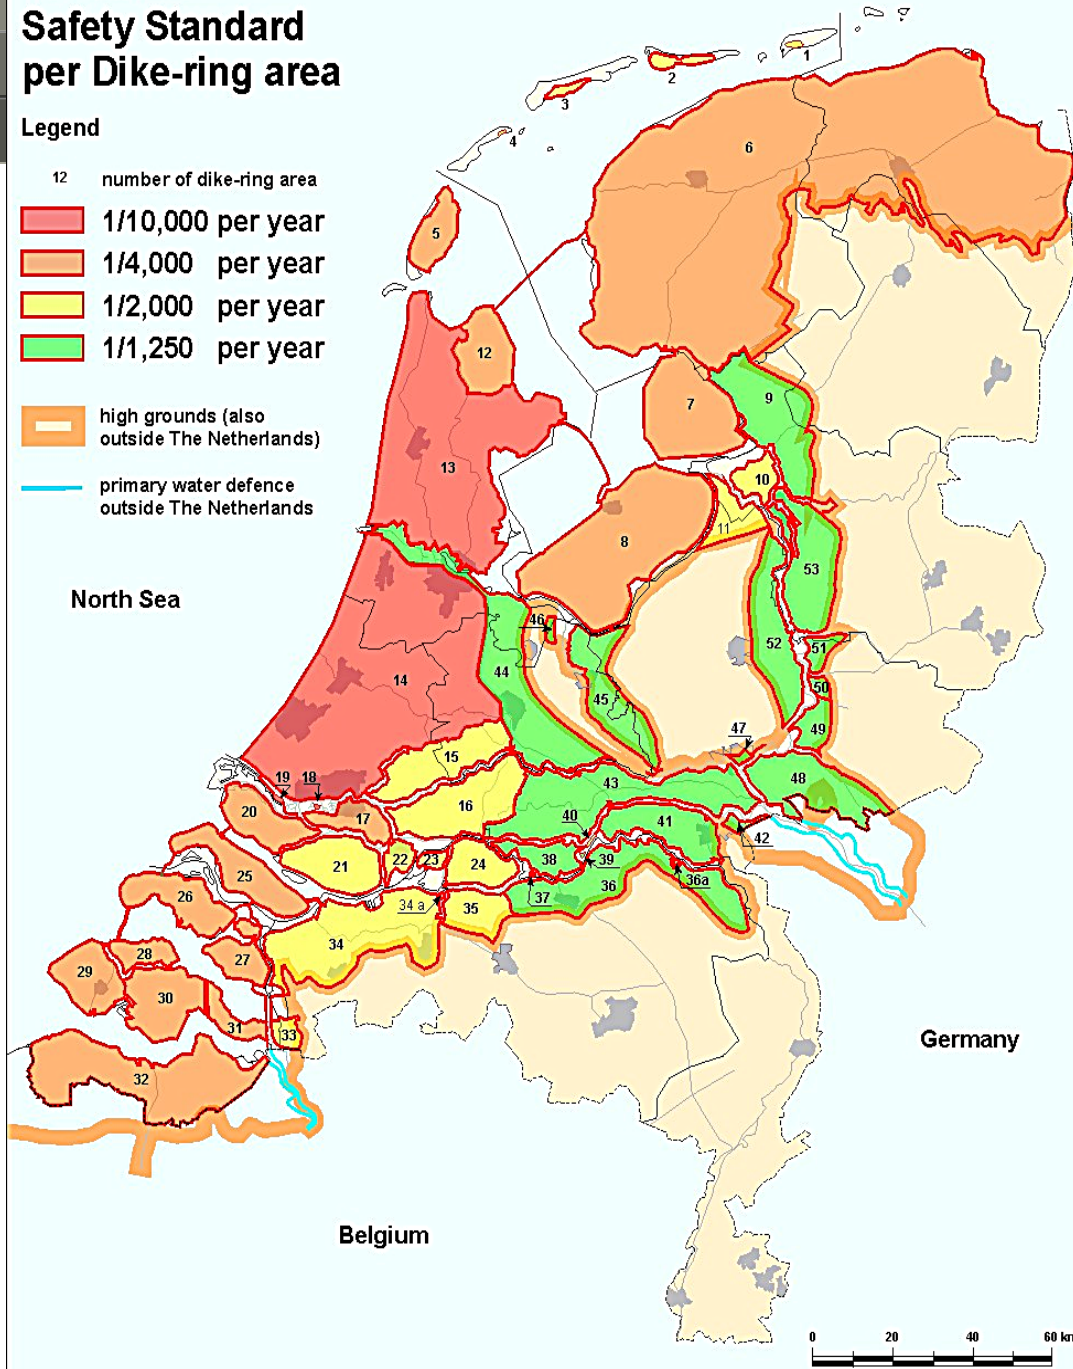 Safety Standard
per Dike-ring area
Legend
12 number of dike-ring area
1/10,000 per year
1/4,000 per year
1/2,000 per year
1/1,250 per year
high grounds (also
outside The Netherlands)
primary water defence
outside The Netherlands
1
2
3
4
5
6
7
8
9
10
11
12
13
14
15
16
17
18
19
20
21
22
23
24
25
26
27
28
29
30
31
32
33
34
34 a
35
36
36a
37
38
39
40
41
42
43
44
45
46
47
48
49
50
51
52
53
North Sea
Germany
Belgium
0 20 40 60 km